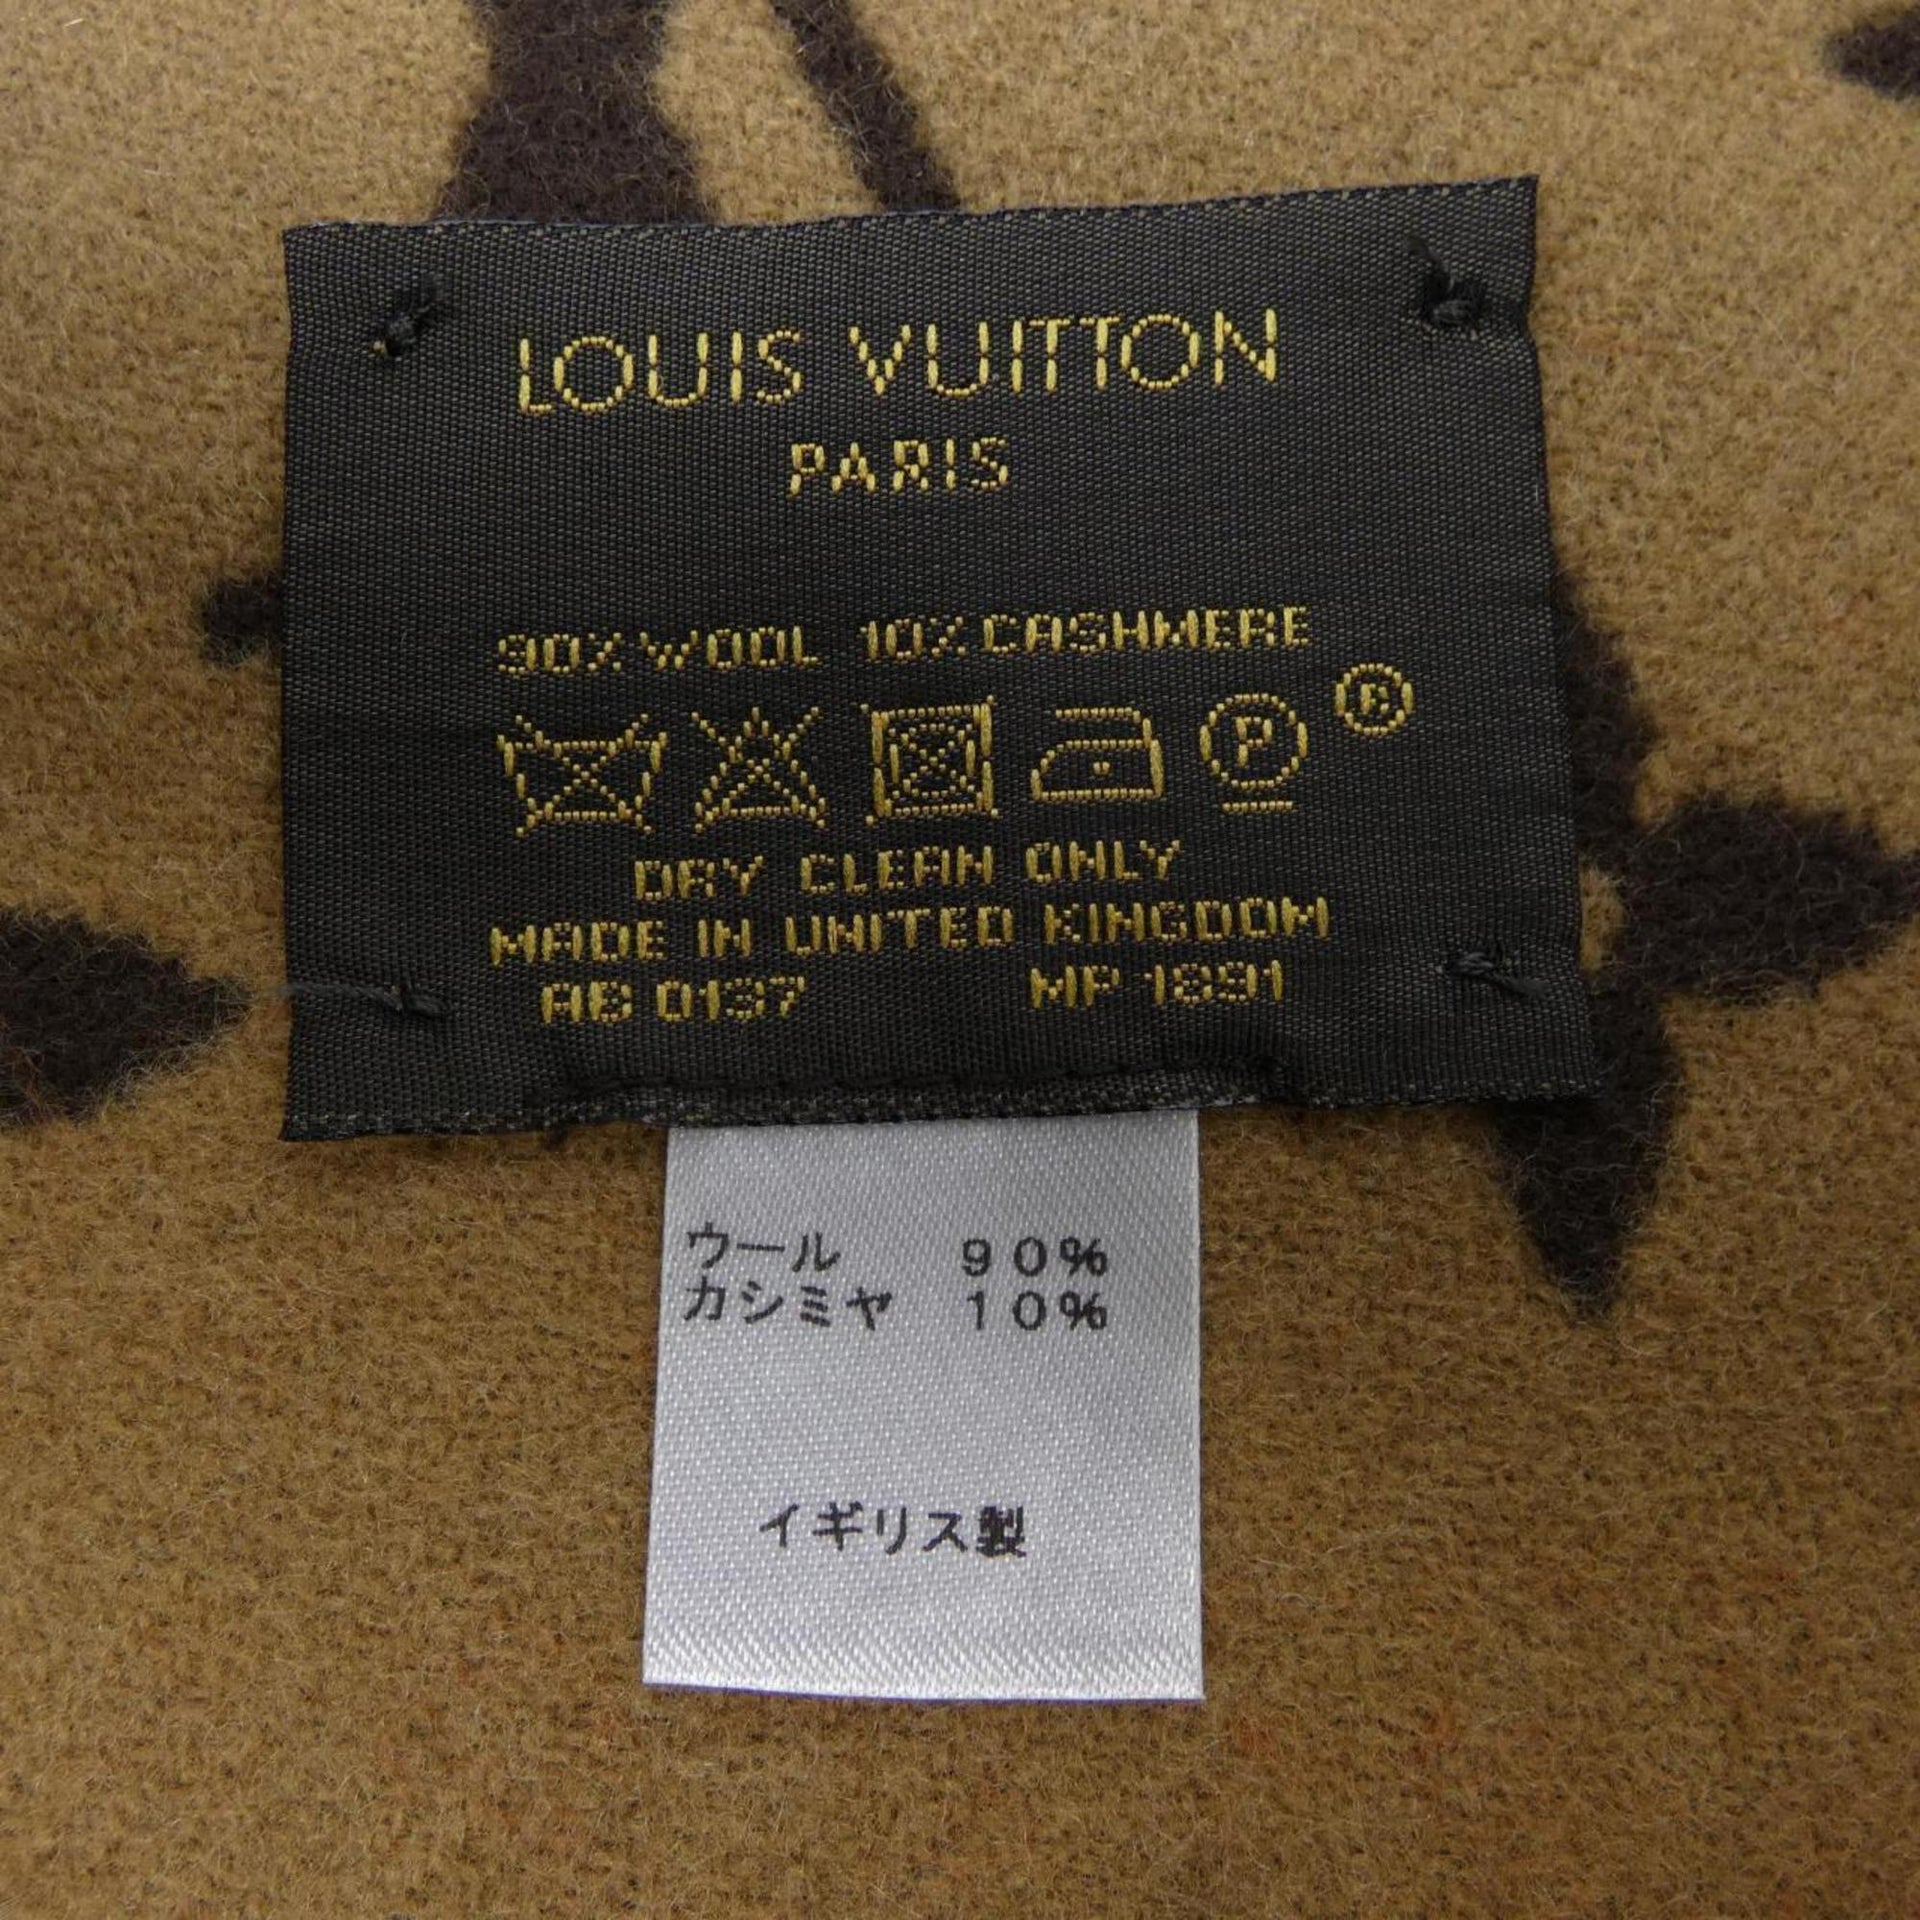 LOUIS VUITTON
PARIS
90% WOOL 10% CASHMERE
P ®
DRY CLEAN ONLY
MADE IN UNITED KINGDOM
AB 0137 MP 1891
ウール 90%
カシミヤ 10%
イギリス製